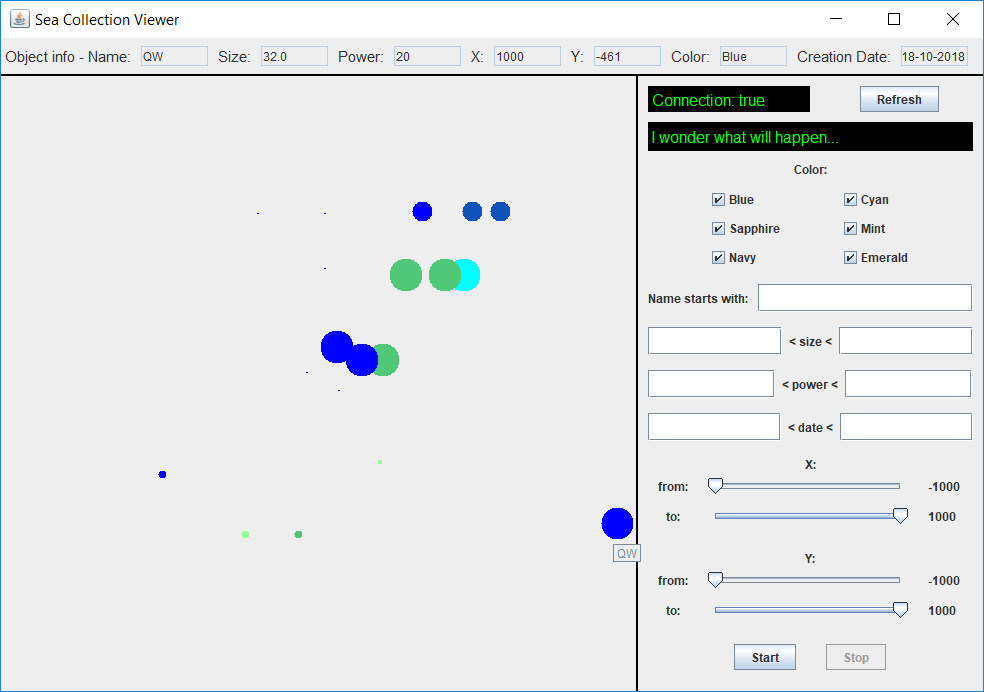 Sea Collection Viewer
Object info - Name: QW Size: 32.0 Power: 20 X: 1000 Y: -461 Color: Blue Creation Date: 18-10-2018
Connection: true Refresh
I wonder what will happen...
Color:
Blue Cyan
Sapphire Mint
Navy Emerald
Name starts with:
< size <
< power <
< date <
X:
from: -1000
to: 1000
QW
Y:
from: -1000
to: 1000
Start Stop